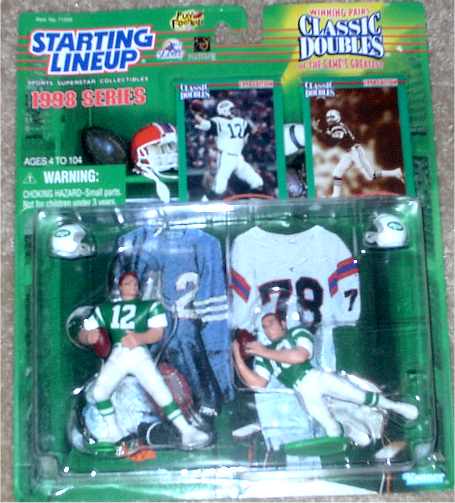 STARTING
LINEUP
SPORTS SUPERSTAR COLLECTIBLES
1998 SERIES
WINNING PAIRS
CLASSIC
DOUBLES
OF THE GAME'S GREATEST
CLASSIC
DOUBLES
CLASSIC
DOUBLES
12
AGES 4 TO 104
WARNING:
CHOKING HAZARD-Small parts.
Not for children under 3 years.
2
78
7
12
Kenner